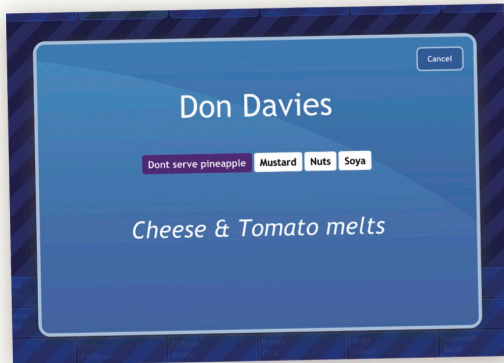 Cancel
Don Davies
Dont serve pineapple Mustard Nuts Soya
Cheese & Tomato melts